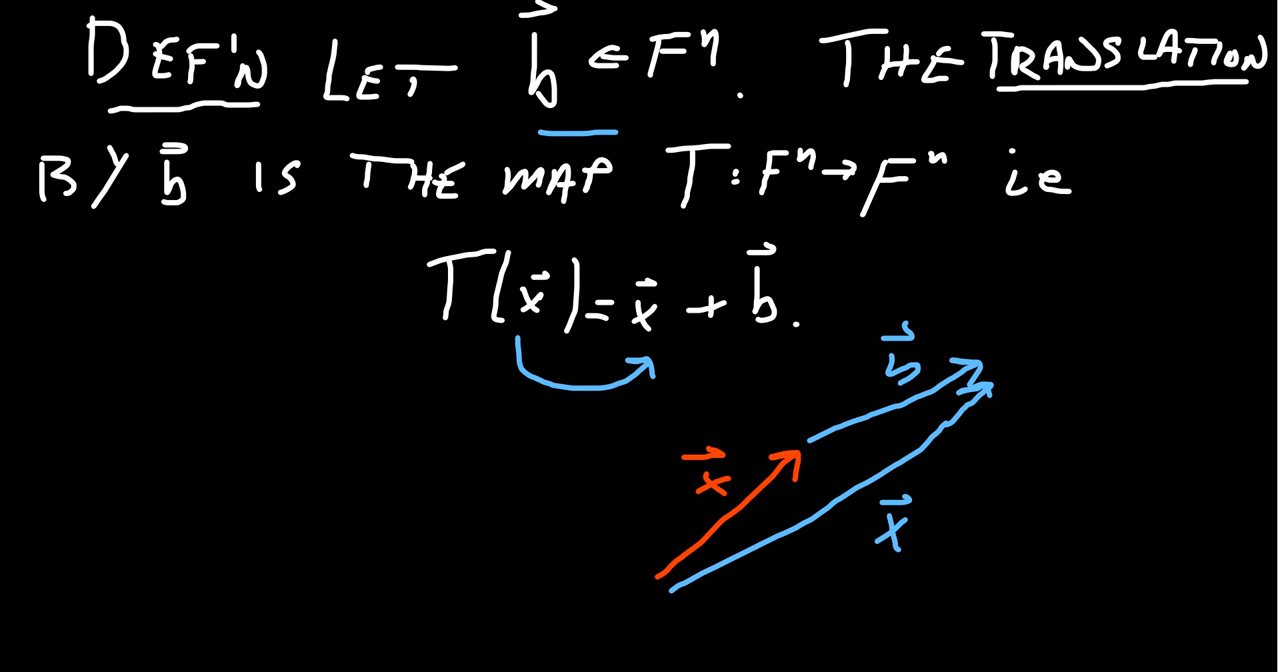 DEF'N LET b⃗ ∈ Fⁿ. THE TRANSLATION
BY b⃗ IS THE MAP T: Fⁿ → Fⁿ ie
T(x⃗) = x⃗ + b⃗.
b⃗
x⃗
x⃗